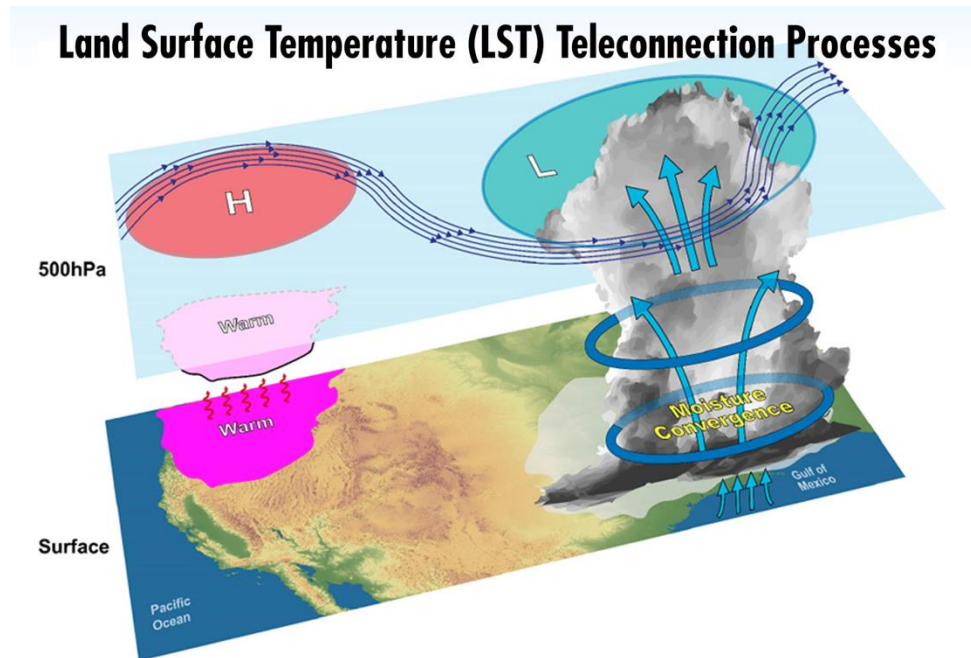 Land Surface Temperature (LST) Teleconnection Processes
H
L
500hPa
Warm
Warm
Moisture
Convergence
Gulf of
Mexico
Surface
Pacific
Ocean